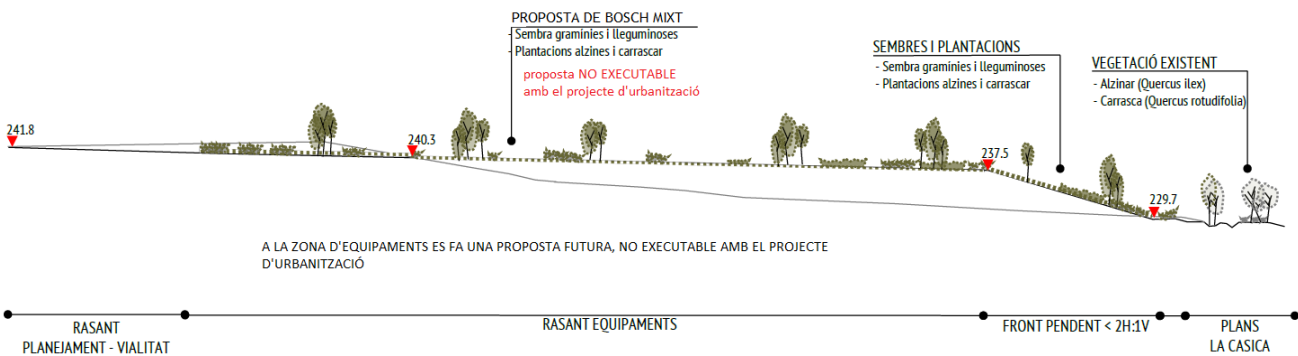 PROPOSTA DE BOSCH MIXT
- Sembra graminies i lleguminoses
- Plantacions alzines i carrascar
proposta NO EXECUTABLE
amb el projecte d'urbanització
SEMBRES I PLANTACIONS
- Sembra graminies i lleguminoses
- Plantacions alzines i carrascar
VEGETACIÓ EXISTENT
- Alzinar (Quercus ilex)
- Carrasca (Quercus rotudifolia)
241.8
240.3
237.5
229.7
A LA ZONA D'EQUIPAMENTS ES FA UNA PROPOSTA FUTURA, NO EXECUTABLE AMB EL PROJECTE
D'URBANITZACIÓ
RASANT
PLANEJAMENT - VIALITAT
RASANT EQUIPAMENTS
FRONT PENDENT < 2H:1V
PLANS
LA CASICA